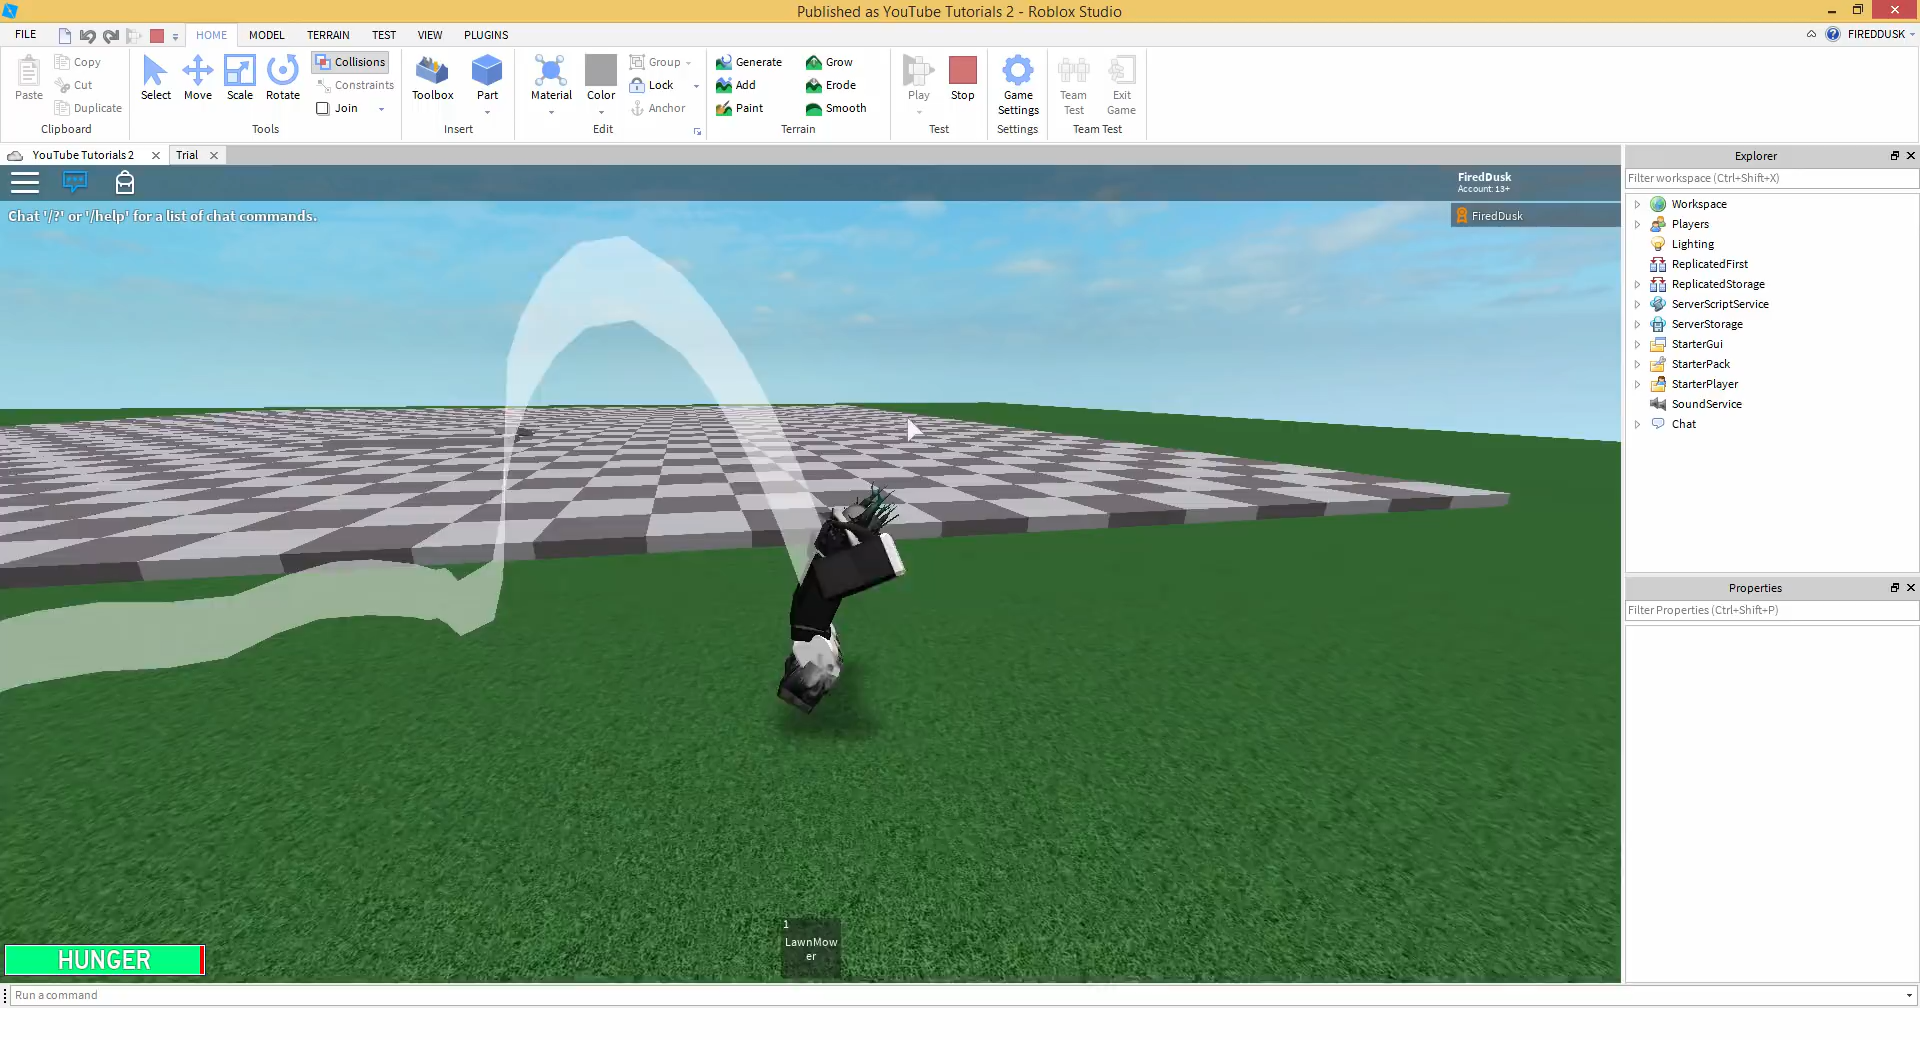 Published as YouTube Tutorials 2 - Roblox Studio
FILE HOME MODEL TERRAIN TEST VIEW PLUGINS FIREDDUSK
Paste Copy Cut Duplicate
Clipboard
Select Move Scale Rotate Collisions Constraints Join
Tools
Toolbox Part
Insert
Material Color Group Lock Anchor
Edit
Generate Grow
Add Erode
Paint Smooth
Terrain
Play Stop
Test
Game Settings
Settings
Team Test Exit Game
Team Test
YouTube Tutorials 2 Trial
FiredDusk
Account: 13+
FiredDusk
Chat '/?' or '/help' for a list of chat commands.
HUNGER
1
LawnMow
er
Run a command
Explorer
Filter workspace (Ctrl+Shift+X)
Workspace
Players
Lighting
ReplicatedFirst
ReplicatedStorage
ServerScriptService
ServerStorage
StarterGui
StarterPack
StarterPlayer
SoundService
Chat
Properties
Filter Properties (Ctrl+Shift+P)